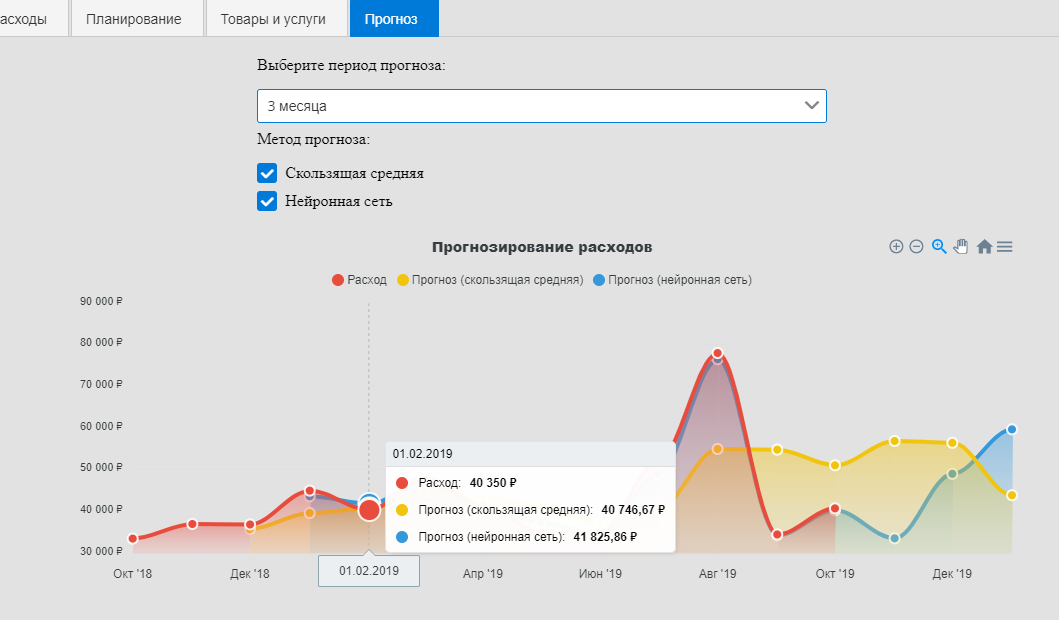 асходы Планирование Товары и услуги Прогноз
Выберите период прогноза:
3 месяца
Метод прогноза:
Скользящая средняя
Нейронная сеть
Прогнозирование расходов
Расход Прогноз (скользящая средняя) Прогноз (нейронная сеть)
90 000 ₽
80 000 ₽
70 000 ₽
60 000 ₽
50 000 ₽
40 000 ₽
30 000 ₽
01.02.2019
Расход: 40 350 ₽
Прогноз (скользящая средняя): 40 746,67 ₽
Прогноз (нейронная сеть): 41 825,86 ₽
Окт '18 Дек '18 01.02.2019 Апр '19 Июн '19 Авг '19 Окт '19 Дек '19